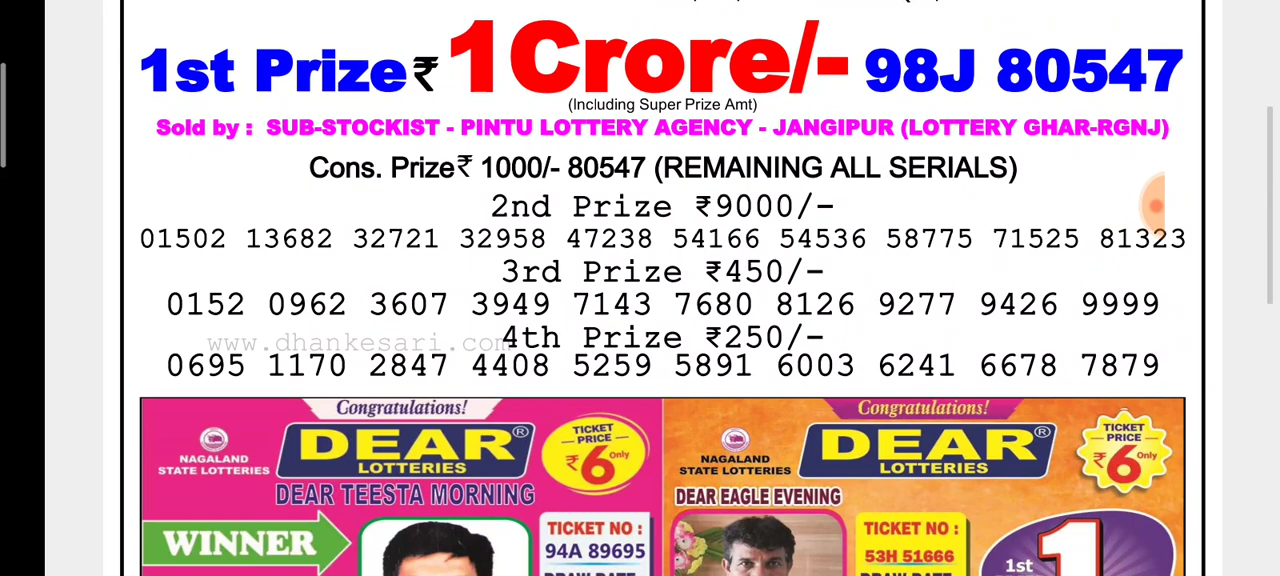 1st Prize ₹ 1Crore/- 98J 80547
(Including Super Prize Amt)
Sold by : SUB-STOCKIST - PINTU LOTTERY AGENCY - JANGIPUR (LOTTERY GHAR-RGNJ)
Cons. Prize ₹ 1000/- 80547 (REMAINING ALL SERIALS)
2nd Prize ₹9000/-
01502 13682 32721 32958 47238 54166 54536 58775 71525 81323
3rd Prize ₹450/-
0152 0962 3607 3949 7143 7680 8126 9277 9426 9999
www.dhankesari.com
4th Prize ₹250/-
0695 1170 2847 4408 5259 5891 6003 6241 6678 7879
Congratulations!
NAGALAND
STATE LOTTERIES
DEAR®
LOTTERIES
TICKET
PRICE
₹6 Only
DEAR TEESTA MORNING
WINNER
TICKET NO :
94A 89695
Congratulations!
NAGALAND
STATE LOTTERIES
DEAR®
LOTTERIES
TICKET
PRICE
₹6 Only
DEAR EAGLE EVENING
TICKET NO :
53H 51666
1st
1